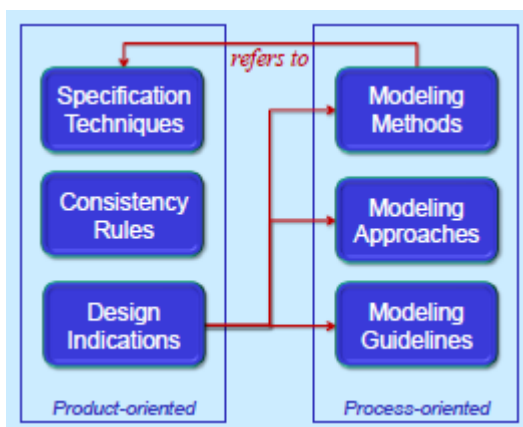 refers to
Specification
Techniques
Modeling
Methods
Consistency
Rules
Modeling
Approaches
Design
Indications
Modeling
Guidelines
Product-oriented
Process-oriented